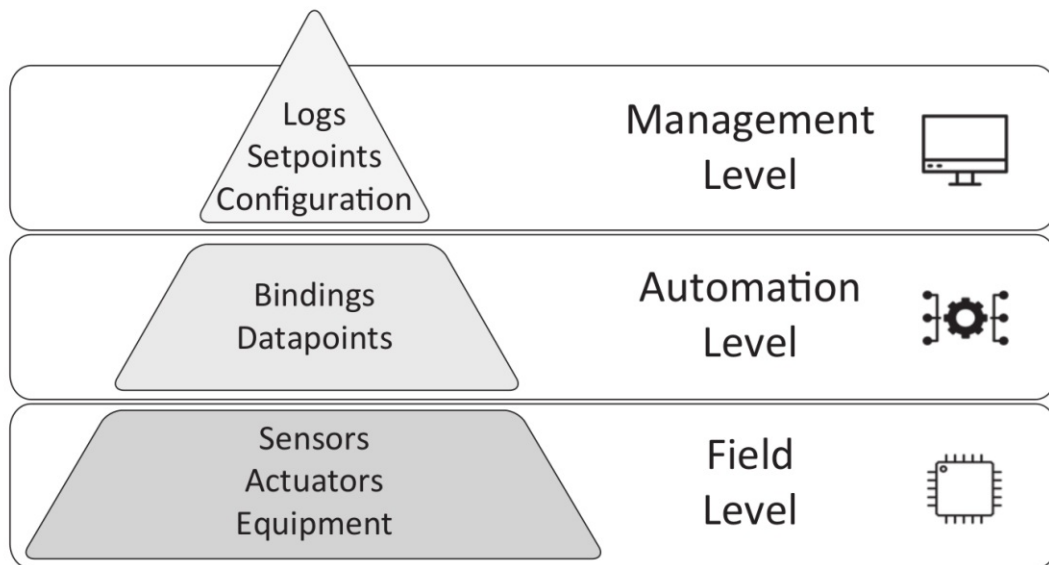 Logs
Setpoints
Configuration
Management
Level
Bindings
Datapoints
Automation
Level
Sensors
Actuators
Equipment
Field
Level